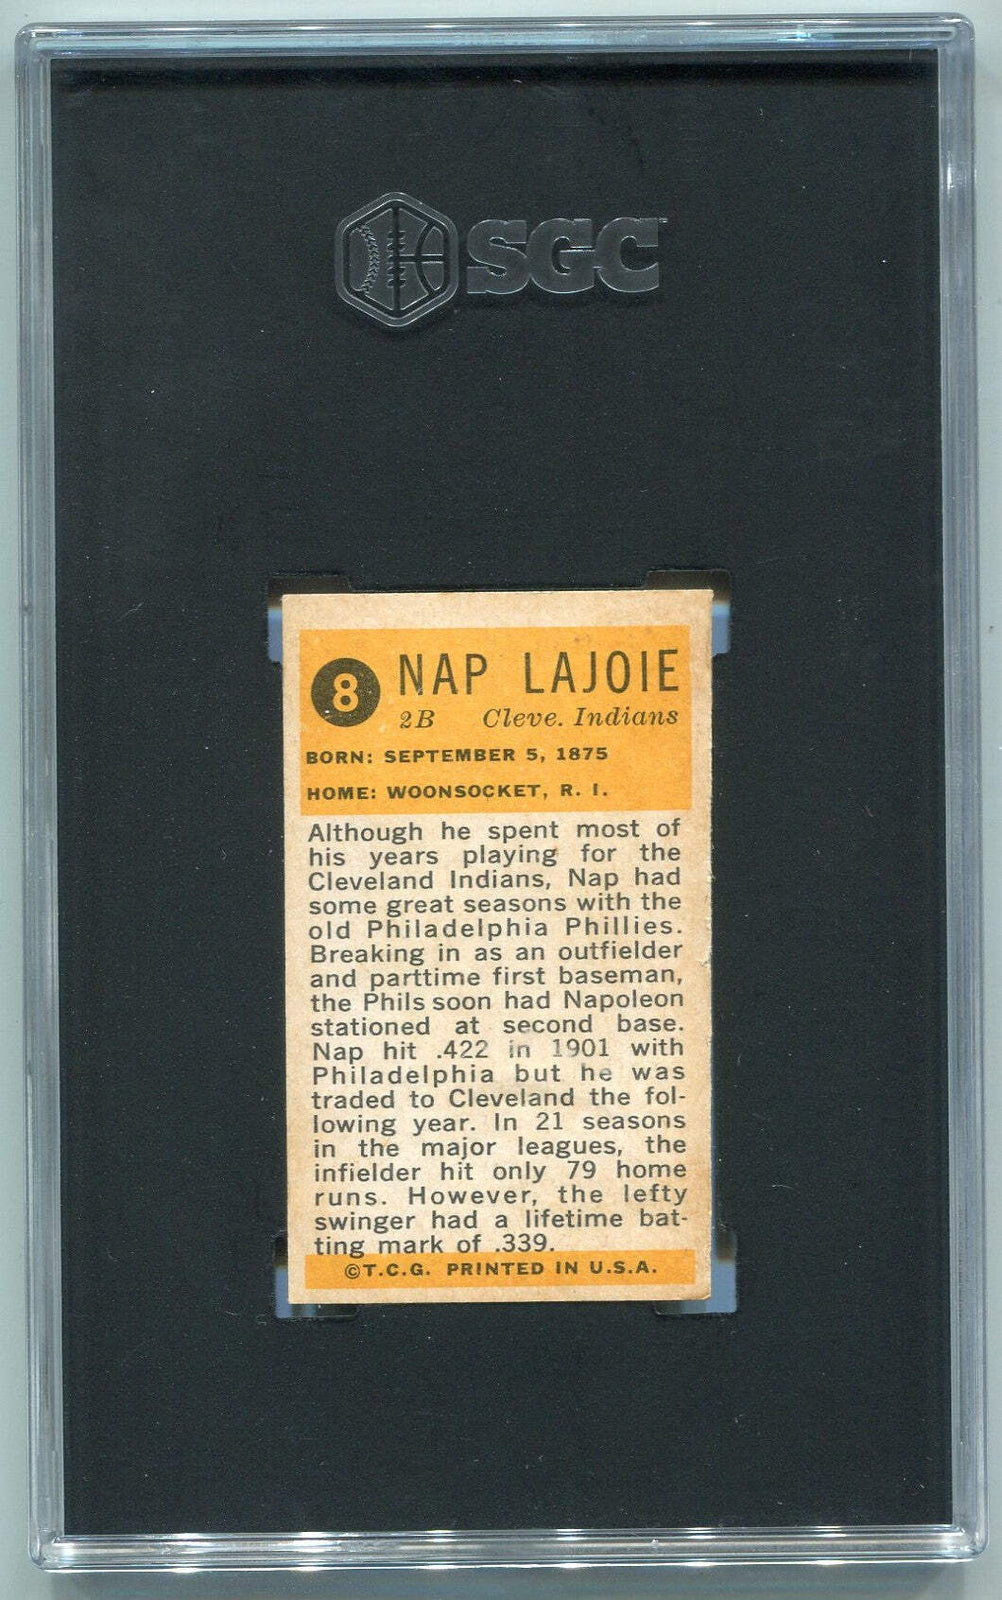 SGC
8
NAP LAJOIE
2B Cleve. Indians
BORN: SEPTEMBER 5, 1875
HOME: WOONSOCKET, R. I.
Although he spent most of
his years playing for the
Cleveland Indians, Nap had
some great seasons with the
old Philadelphia Phillies.
Breaking in as an outfielder
and parttime first baseman,
the Phils soon had Napoleon
stationed at second base.
Nap hit .422 in 1901 with
Philadelphia but he was
traded to Cleveland the fol-
lowing year. In 21 seasons
in the major leagues, the
infielder hit only 79 home
runs. However, the lefty
swinger had a lifetime bat-
ting mark of .339.
©T.C.G. PRINTED IN U.S.A.